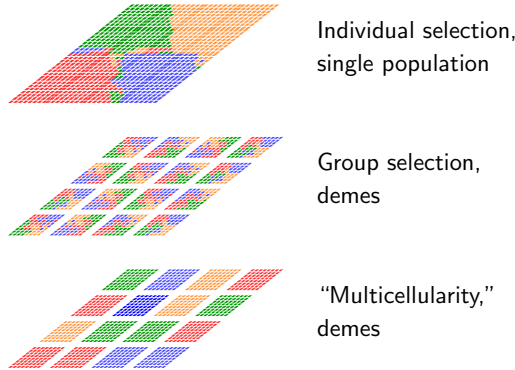 Individual selection,
single population
Group selection,
demes
“Multicellularity,”
demes